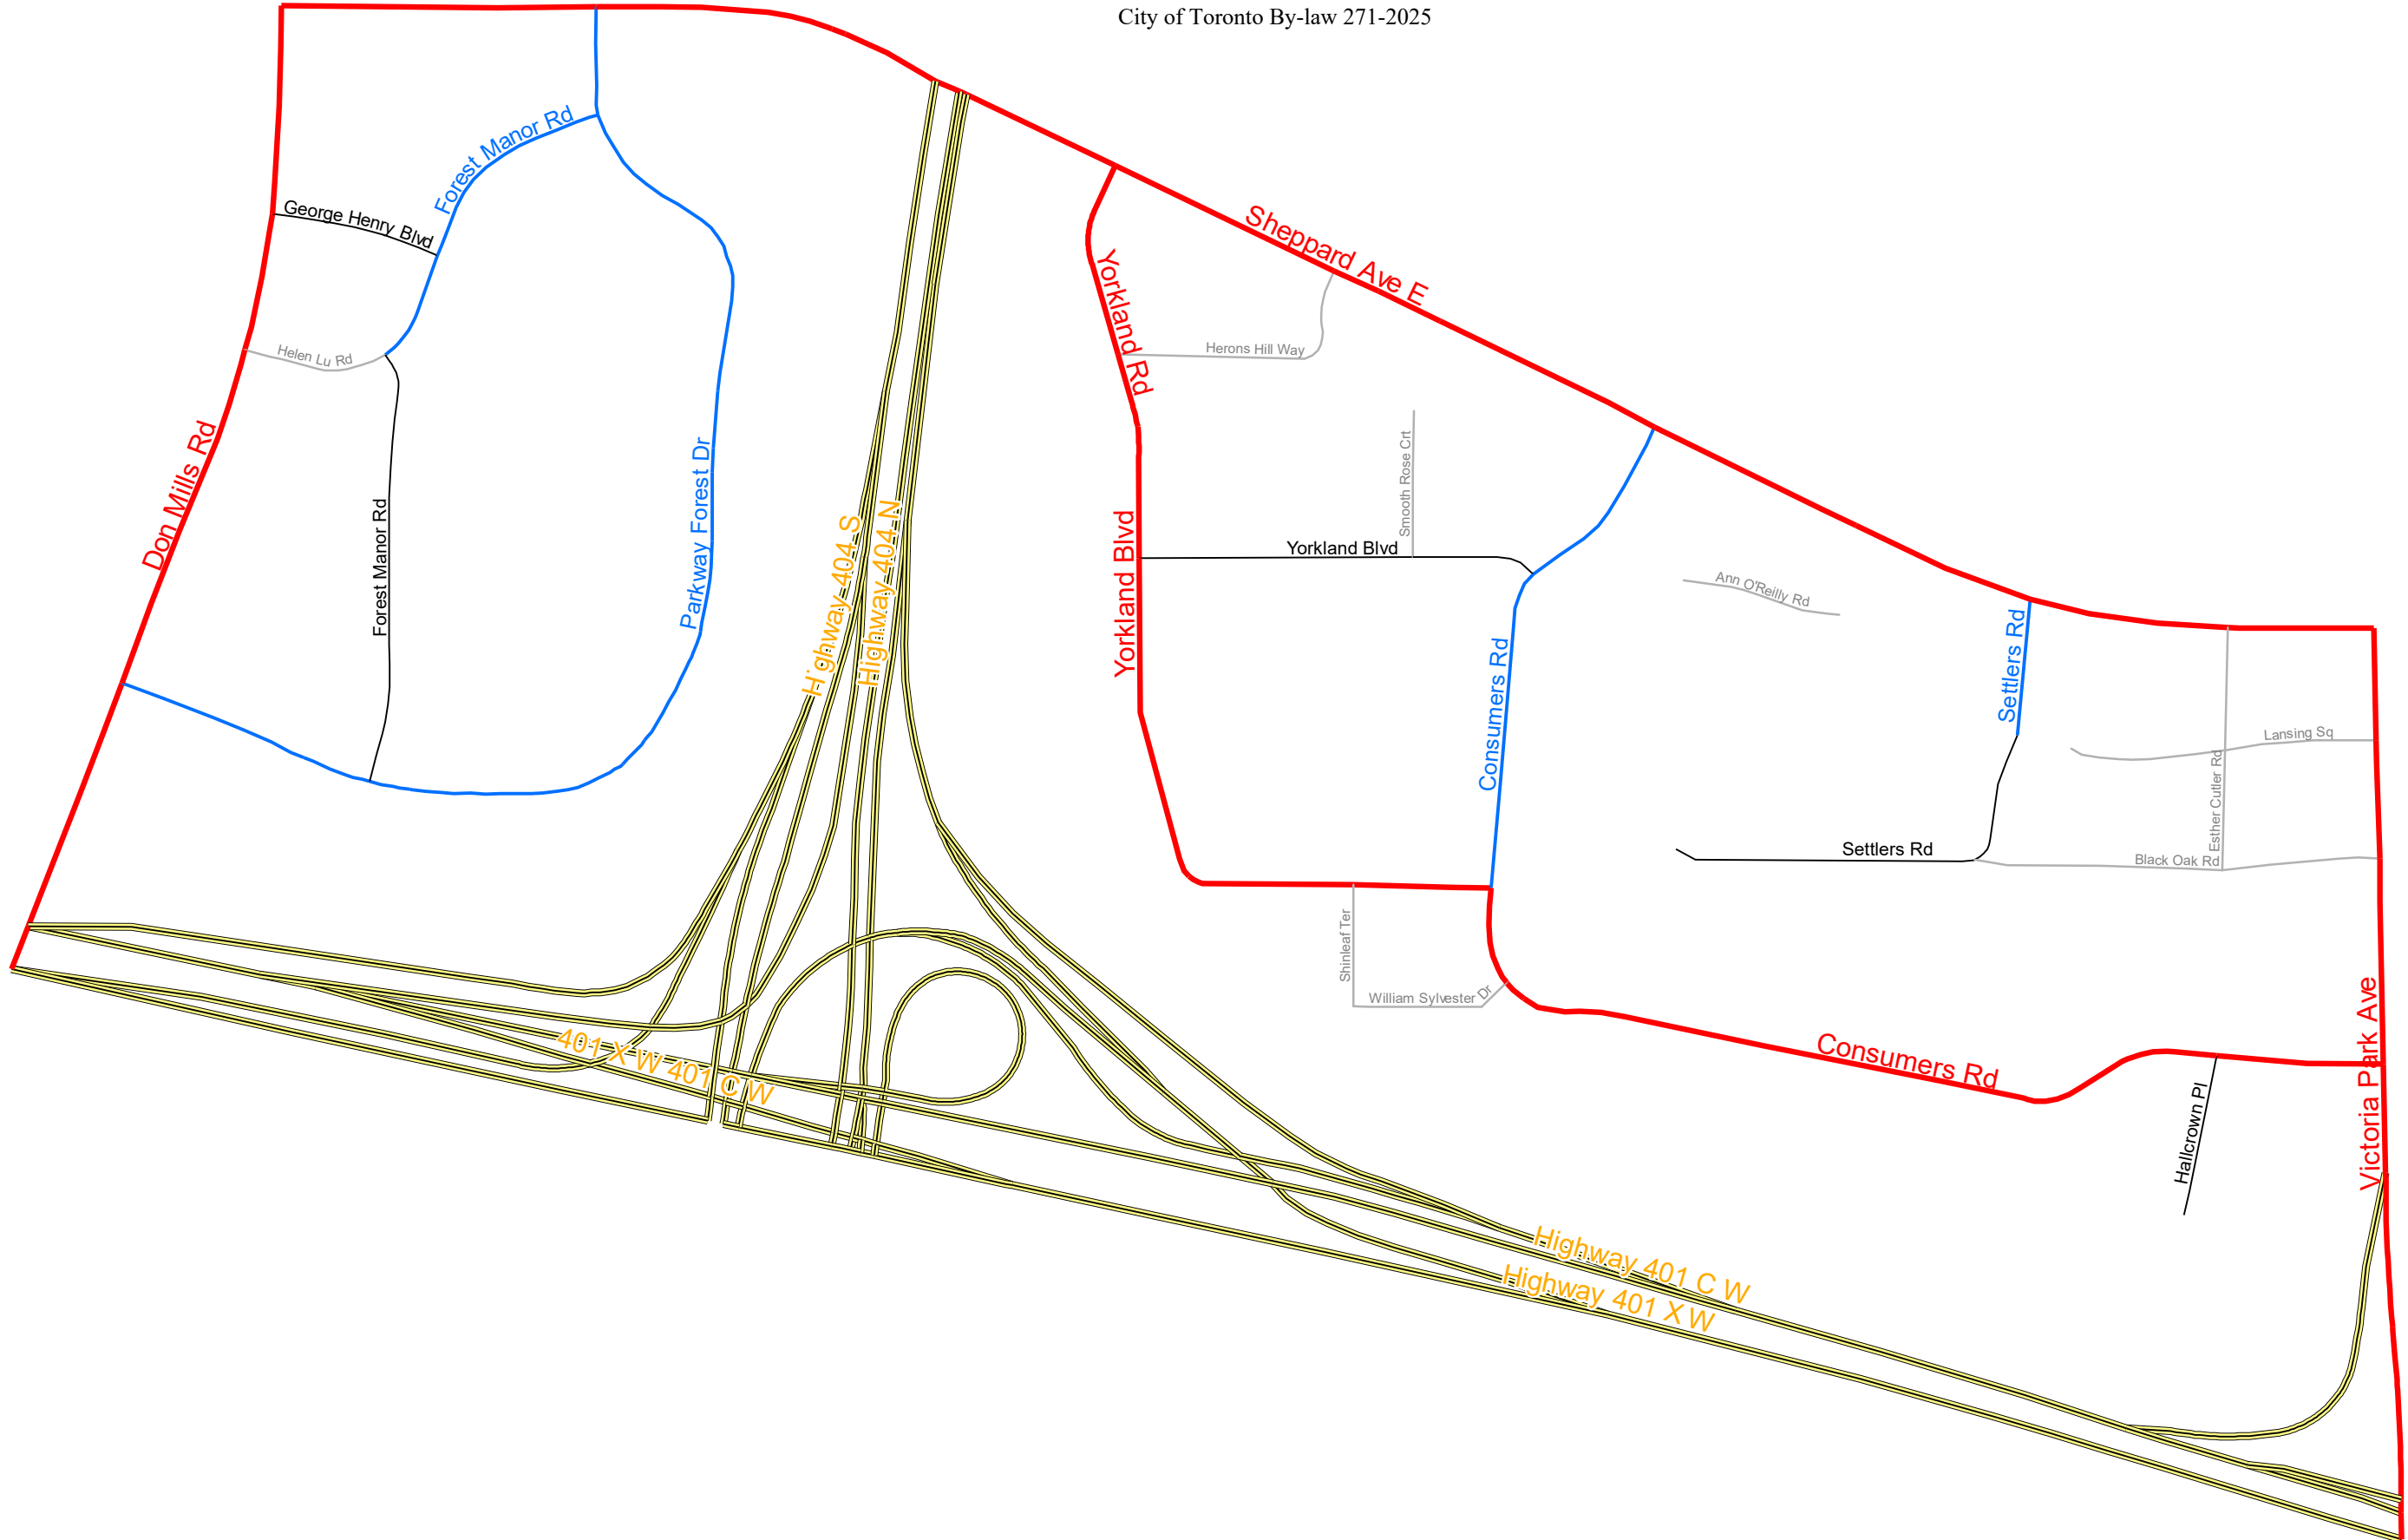 City of Toronto By-law 271-2025
Forest Manor Rd
George Henry Blvd
Sheppard Ave E
Yorkland Rd
Helen Lu Rd
Herons Hill Way
Don Mills Rd
Parkway Forest Dr
Forest Manor Rd
Highway 404 S
Highway 404 N
Yorkland Blvd
Yorkland Blvd
Smooth Rose Crt
Ann O'Reilly Rd
Consumers Rd
Settlers Rd
Lansing Sq
Esther Cutler Rd
Settlers Rd
Black Oak Rd
Shinleaf Ter
William Sylvester Dr
401 X W 401 C W
Consumers Rd
Victoria Park Ave
Hallcrown Pl
Highway 401 C W
Highway 401 X W